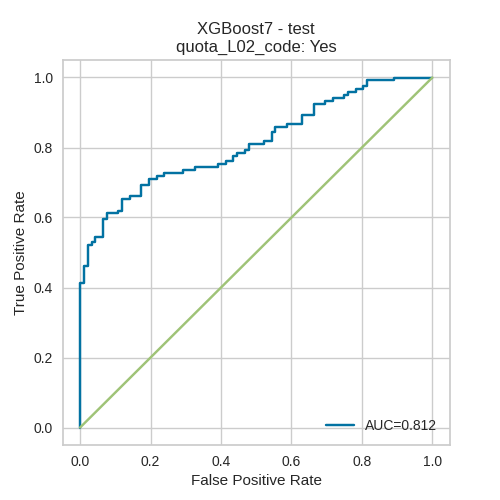 XGBoost7 - test
quota_L02_code: Yes
True Positive Rate
1.0
0.8
0.6
0.4
0.2
0.0
AUC=0.812
0.0 0.2 0.4 0.6 0.8 1.0
False Positive Rate